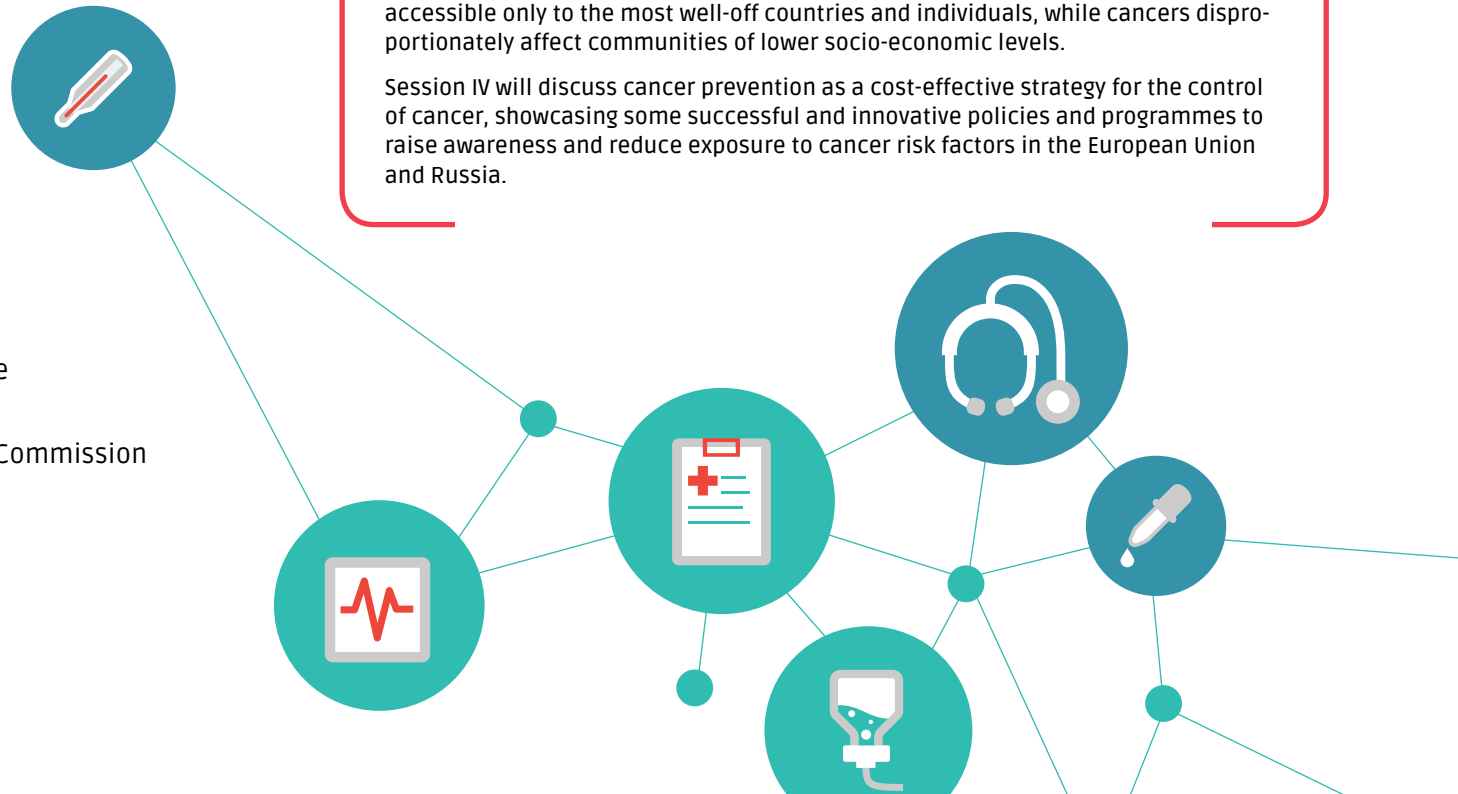 accessible only to the most well-off countries and individuals, while cancers dispro-
portionately affect communities of lower socio-economic levels.
Session IV will discuss cancer prevention as a cost-effective strategy for the control
of cancer, showcasing some successful and innovative policies and programmes to
raise awareness and reduce exposure to cancer risk factors in the European Union
and Russia.
e
Commission